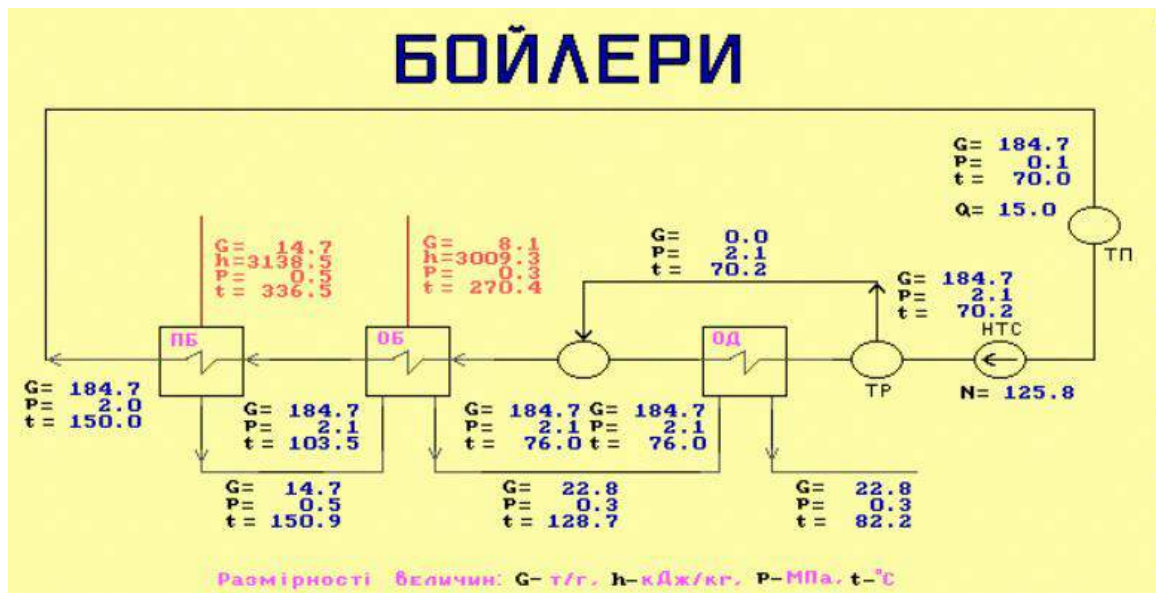 БОЙЛЕРИ
G= 184.7
P= 0.1
t= 70.0
Q= 15.0
ТП
G= 14.7
h=3138.5
P= 0.5
t= 336.5
G= 8.1
h=3009.3
P= 0.3
t= 270.4
G= 0.0
P= 2.1
t= 70.2
G= 184.7
P= 2.1
t= 70.2
НТС
ПБ
ОБ
ОД
ТР
N= 125.8
G= 184.7
P= 2.0
t= 150.0
G= 184.7
P= 2.1
t= 103.5
G= 184.7
P= 2.1
t= 76.0
G= 184.7
P= 2.1
t= 76.0
G= 14.7
P= 0.5
t= 150.9
G= 22.8
P= 0.3
t= 128.7
G= 22.8
P= 0.3
t= 82.2
Размірності величин: G- т/г, h-кДж/кг, P-МПа, t-°C